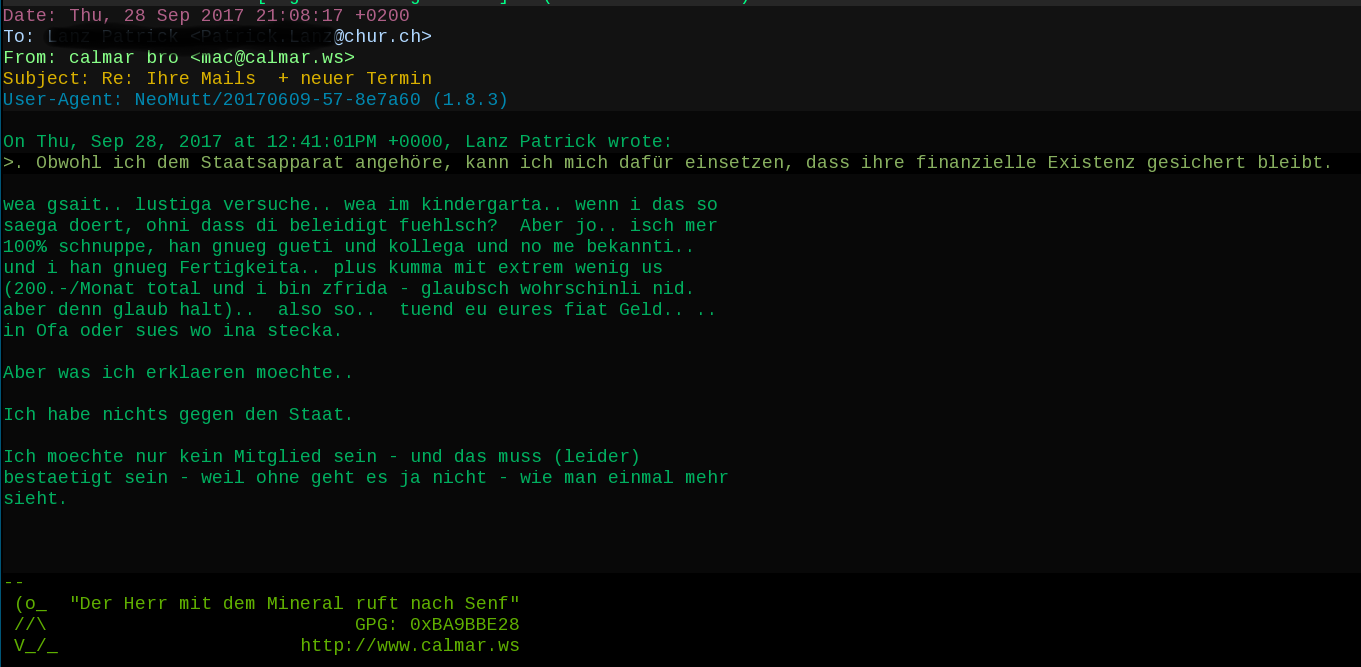 Date: Thu, 28 Sep 2017 21:08:17 +0200
To: Lanz Patrick <Patrick.Lanz@chur.ch>
From: calmar bro <mac@calmar.ws>
Subject: Re: Ihre Mails  + neuer Termin
User-Agent: NeoMutt/20170609-57-8e7a60 (1.8.3)
On Thu, Sep 28, 2017 at 12:41:01PM +0000, Lanz Patrick wrote:
>. Obwohl ich dem Staatsapparat angehöre, kann ich mich dafür einsetzen, dass ihre finanzielle Existenz gesichert bleibt.
wea gsait.. lustiga versuche.. wea im kindergarta.. wenn i das so
saega doert, ohni dass di beleidigt fuehlsch?  Aber jo.. isch mer
100% schnuppe, han gnueg gueti und kollega und no me bekannti..
und i han gnueg Fertigkeita.. plus kumma mit extrem wenig us
(200.-/Monat total und i bin zfrida - glaubsch wohrschinli nid.
aber denn glaub halt)..  also so..  tuend eu eures fiat Geld.. ..
in Ofa oder sues wo ina stecka.
Aber was ich erklaeren moechte..
Ich habe nichts gegen den Staat.
Ich moechte nur kein Mitglied sein - und das muss (leider)
bestaetigt sein - weil ohne geht es ja nicht - wie man einmal mehr
sieht.
--
(o_  "Der Herr mit dem Mineral ruft nach Senf"
//\ GPG: 0xBA9BBE28
V_/_ http://www.calmar.ws